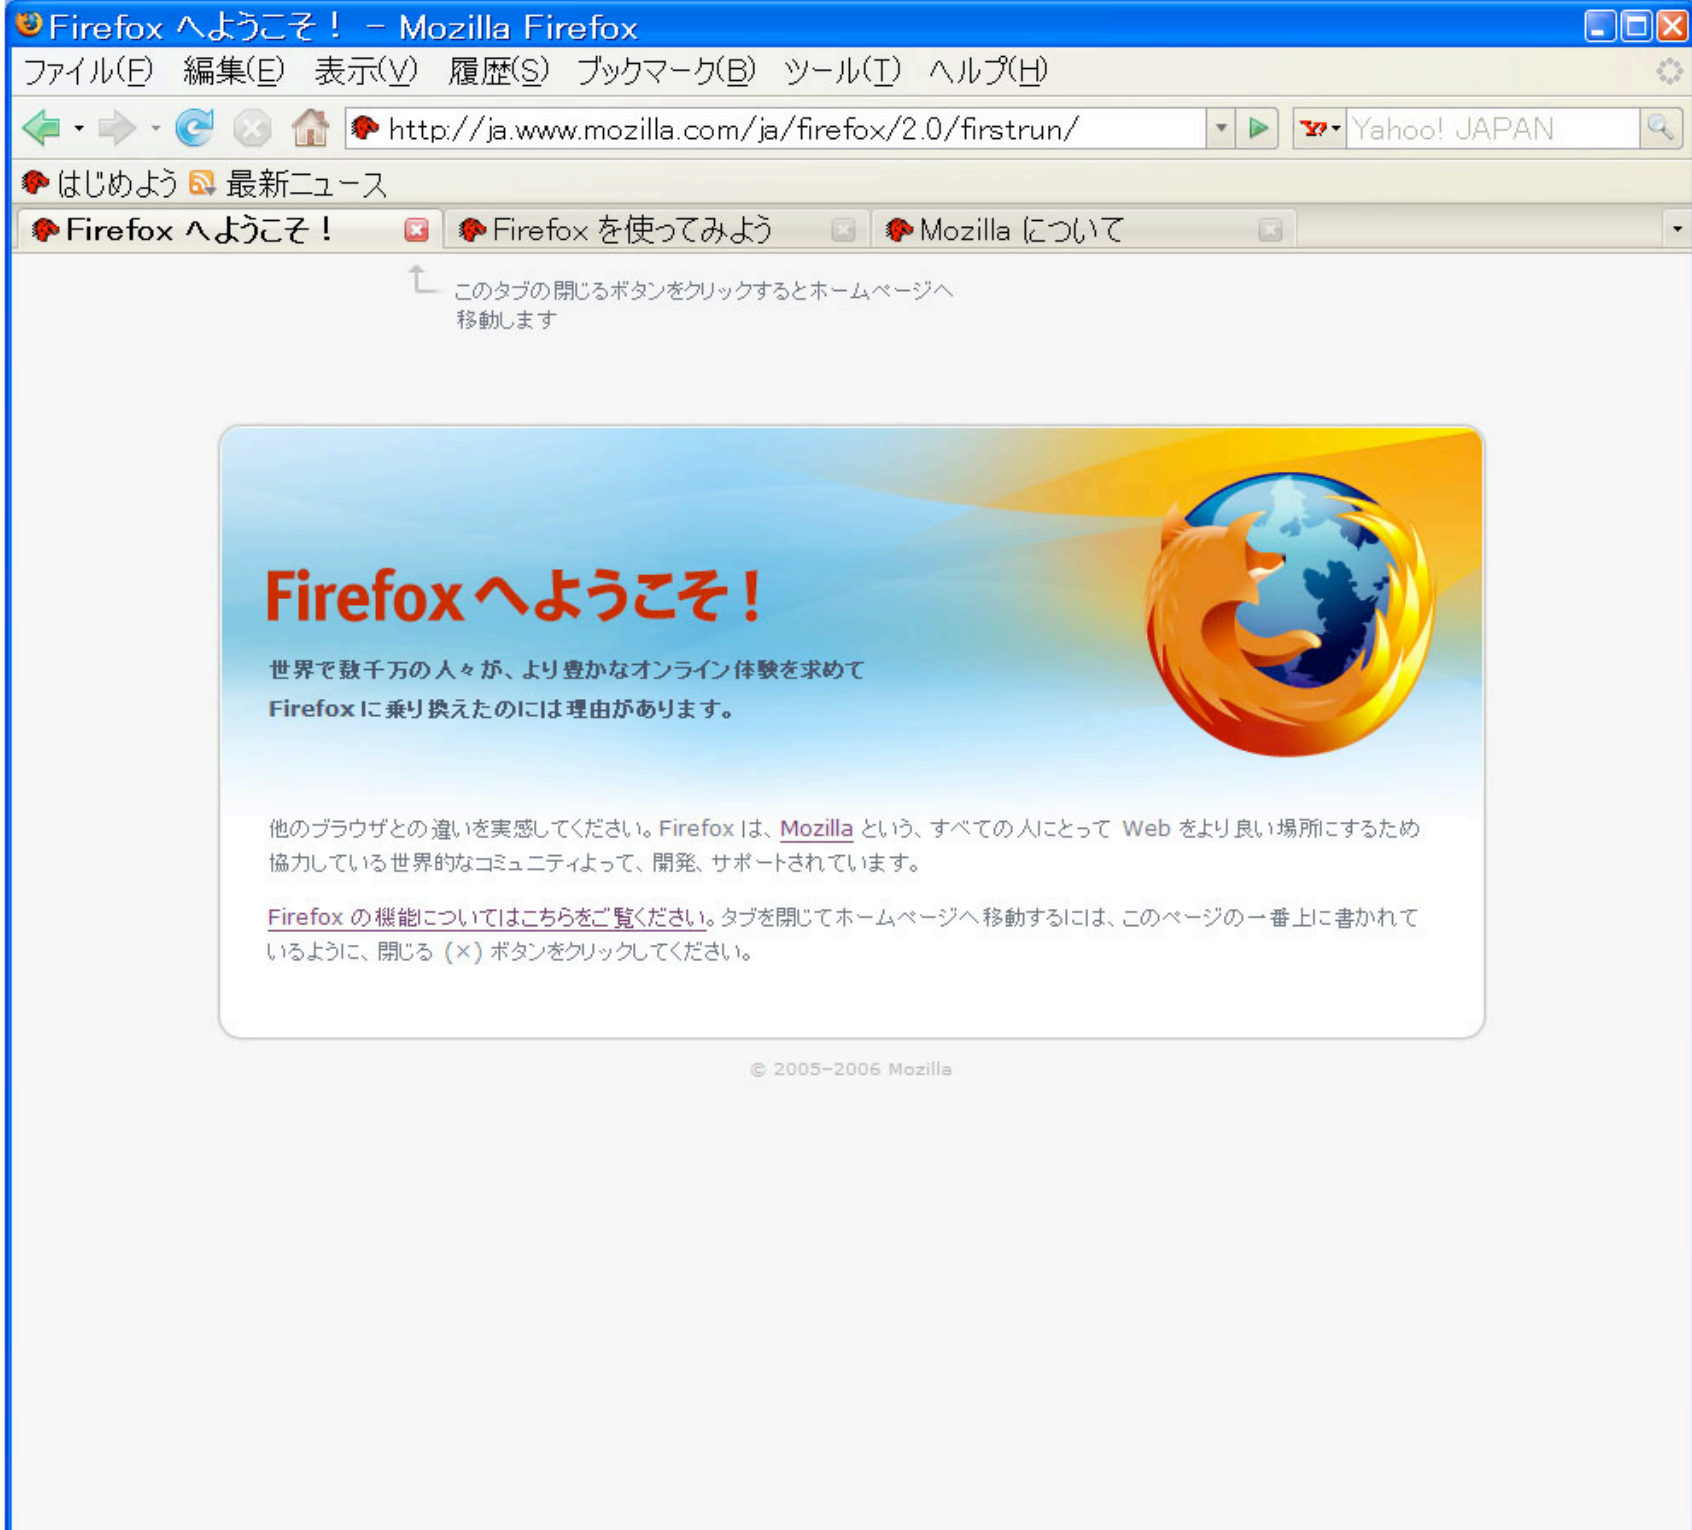 Firefox へようこそ！ - Mozilla Firefox
ファイル(F) 編集(E) 表示(V) 履歴(S) ブックマーク(B) ツール(T) ヘルプ(H)
http://ja.www.mozilla.com/ja/firefox/2.0/firstrun/ Yahoo! JAPAN
はじめよう 最新ニュース
Firefox へようこそ！ Firefox を使ってみよう Mozilla について
このタブの閉じるボタンをクリックするとホームページへ
移動します
Firefox へようこそ！
世界で数千万の人々が、より豊かなオンライン体験を求めて
Firefox に乗り換えたのには理由があります。
他のブラウザとの違いを実感してください。Firefox は、Mozilla という、すべての人にとって Web をより良い場所にするため
協力している世界的なコミュニティよって、開発、サポートされています。
Firefox の機能についてはこちらをご覧ください。タブを閉じてホームページへ移動するには、このページの一番上に書かれて
いるように、閉じる (×) ボタンをクリックしてください。
© 2005–2006 Mozilla